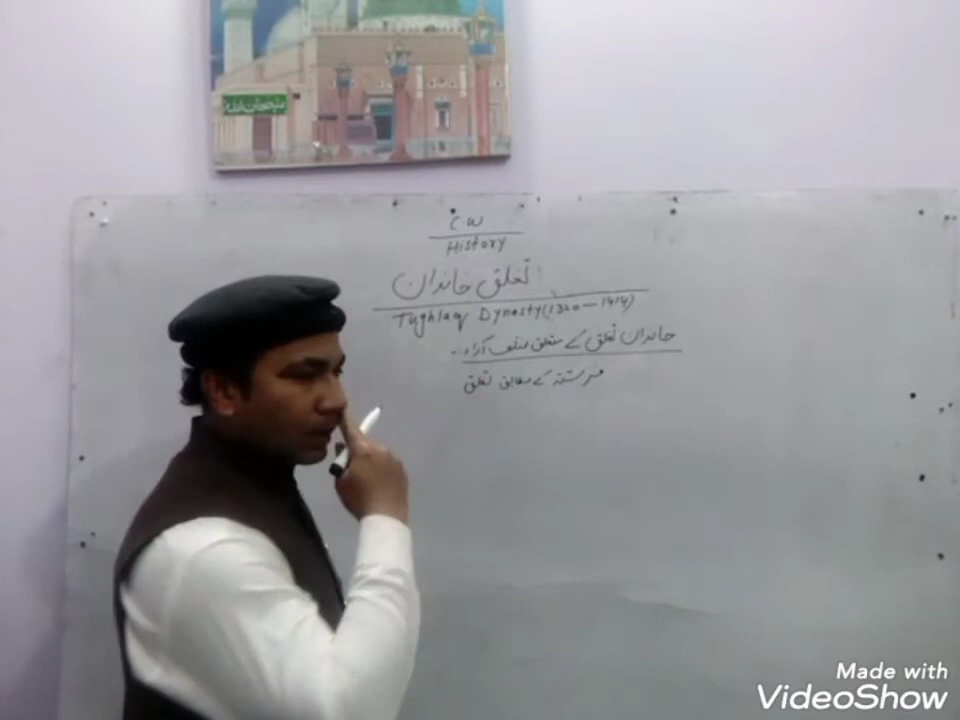 C.W
History
تغلق خاندان
Tughlaq Dynasty (1320 — 1414)
خاندان تغلق کے متعلق مختلف آراء:-
فرشتہ کے مطابق تغلق
Made with
VideoShow